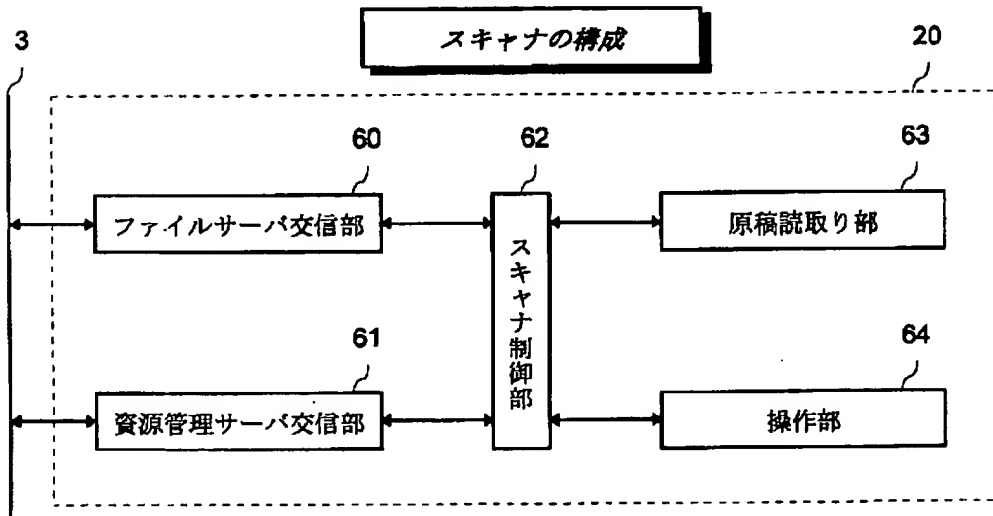 スキャナの構成
3
20
60
62
63
ファイルサーバ交信部
スキャナ制御部
原稿読取り部
61
64
資源管理サーバ交信部
操作部